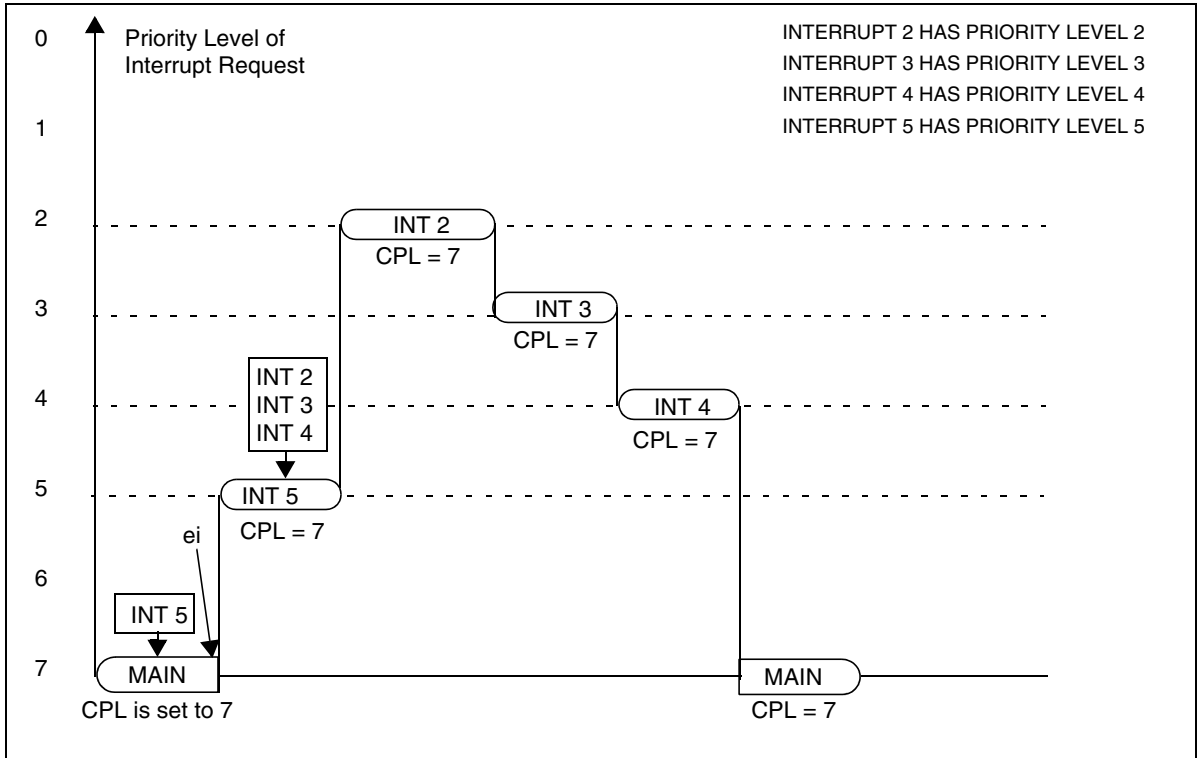 0
Priority Level of
Interrupt Request
INTERRUPT 2 HAS PRIORITY LEVEL 2
INTERRUPT 3 HAS PRIORITY LEVEL 3
INTERRUPT 4 HAS PRIORITY LEVEL 4
INTERRUPT 5 HAS PRIORITY LEVEL 5
1
2
INT 2
CPL = 7
3
INT 3
CPL = 7
INT 2
INT 3
INT 4
4
INT 4
CPL = 7
5
INT 5
CPL = 7
ei
6
INT 5
7
MAIN
CPL is set to 7
MAIN
CPL = 7